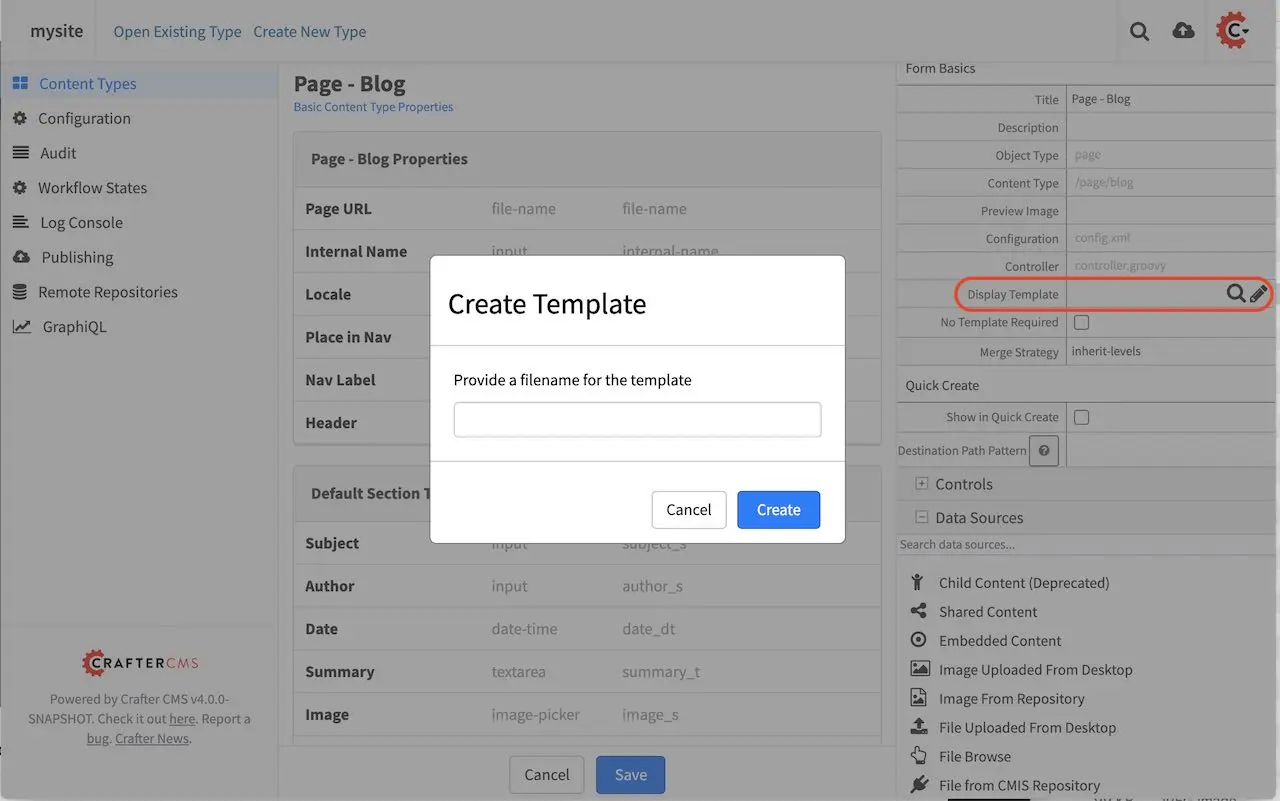 mysite Open Existing Type Create New Type
Content Types
Configuration
Audit
Workflow States
Log Console
Publishing
Remote Repositories
GraphiQL
CRAFTERCMS
Powered by Crafter CMS v4.0.0-
SNAPSHOT. Check it out here. Report a
bug. Crafter News.
Page - Blog
Basic Content Type Properties
Page - Blog Properties
Page URL file-name file-name
Internal Name input internal-name
Locale
Place in Nav
Nav Label
Header
Default Section T
Subject input subject_s
Author input author_s
Date date-time date_dt
Summary textarea summary_t
Image image-picker image_s
Cancel Save
Create Template
Provide a filename for the template
Cancel Create
Form Basics
Title Page - Blog
Description
Object Type page
Content Type /page/blog
Preview Image
Configuration config.xml
Controller controller.groovy
Display Template
No Template Required
Merge Strategy inherit-levels
Quick Create
Show in Quick Create
Destination Path Pattern ?
Controls
Data Sources
Search data sources...
Child Content (Deprecated)
Shared Content
Embedded Content
Image Uploaded From Desktop
Image From Repository
File Uploaded From Desktop
File Browse
File from CMIS Repository